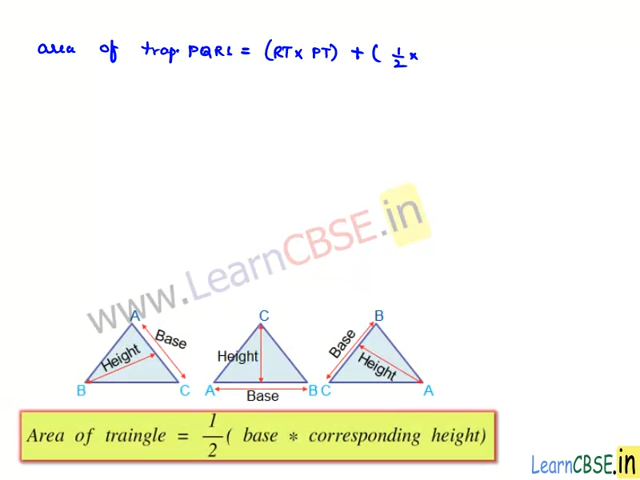 area of trap. PQRS = (RT × PT) + ( 1/2 ×
www.LearnCBSE.in
A C B
Base Height Base
Height Height
B C A B C A
Base
Area of traingle = 1/2 ( base * corresponding height)
LearnCBSE.in